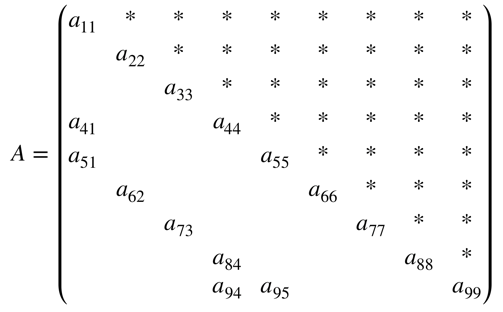 a₁₁ * * * * * * * *
a₂₂ * * * * * * *
a₃₃ * * * * * *
a₄₁ a₄₄ * * * * *
A = a₅₁ a₅₅ * * * *
a₆₂ a₆₆ * * *
a₇₃ a₇₇ * *
a₈₄ a₈₈ *
a₉₄ a₉₅ a₉₉